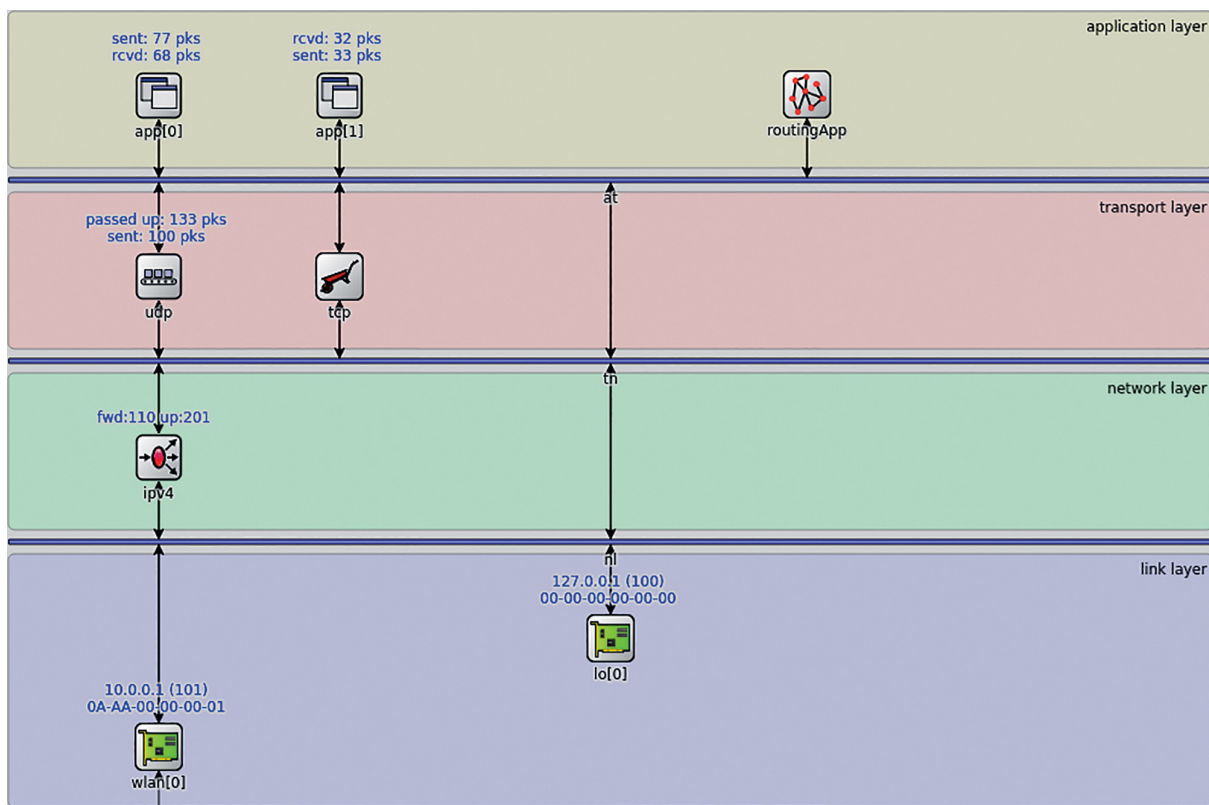 application layer
sent: 77 pks
rcvd: 68 pks
rcvd: 32 pks
sent: 33 pks
app[0]
app[1]
routingApp
at
transport layer
passed up: 133 pks
sent: 100 pks
udp
tcp
tn
network layer
fwd:110 up:201
ipv4
nl
link layer
127.0.0.1 (100)
00-00-00-00-00-00
lo[0]
10.0.0.1 (101)
0A-AA-00-00-00-01
wlan[0]